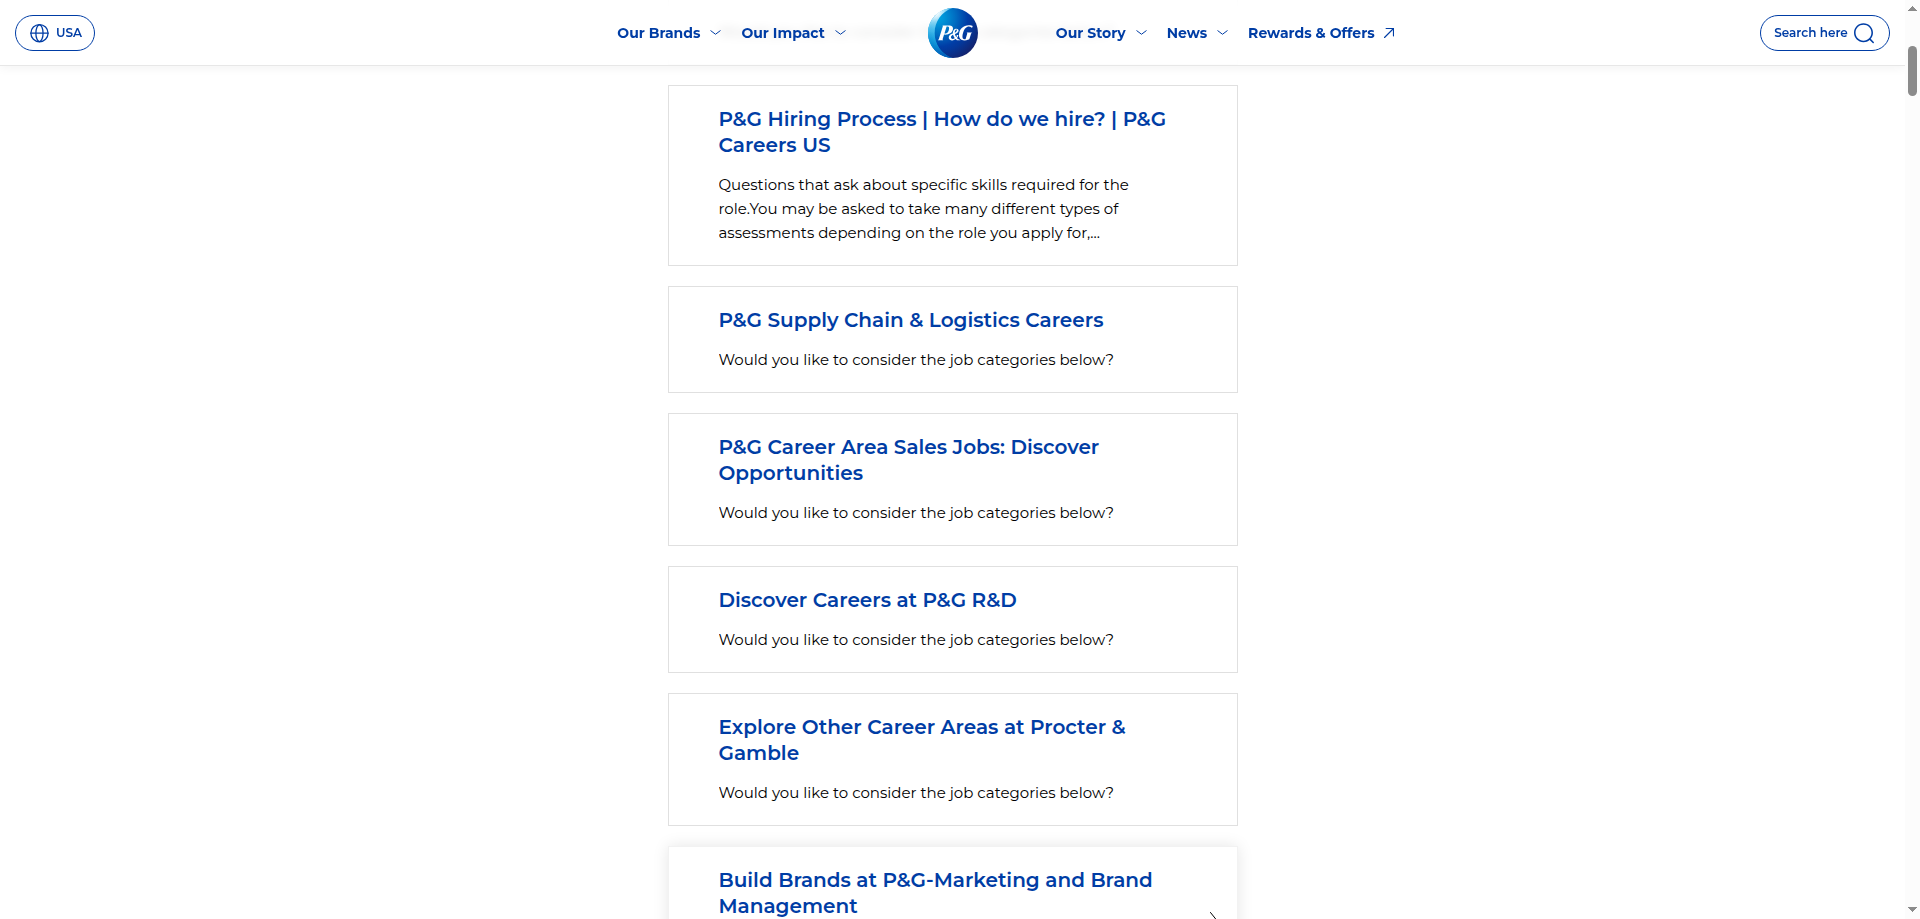 USA
Our Brands
Our Impact
P&G
Our Story
News
Rewards & Offers
Search here
P&G Hiring Process | How do we hire? | P&G
Careers US
Questions that ask about specific skills required for the
role.You may be asked to take many different types of
assessments depending on the role you apply for,...
P&G Supply Chain & Logistics Careers
Would you like to consider the job categories below?
P&G Career Area Sales Jobs: Discover
Opportunities
Would you like to consider the job categories below?
Discover Careers at P&G R&D
Would you like to consider the job categories below?
Explore Other Career Areas at Procter &
Gamble
Would you like to consider the job categories below?
Build Brands at P&G-Marketing and Brand
Management